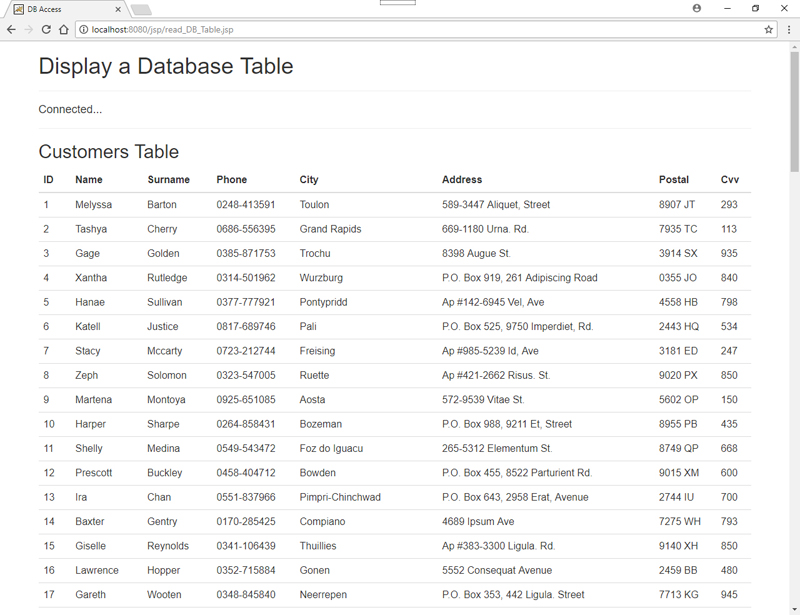 DB Access
localhost:8080/jsp/read_DB_Table.jsp
Display a Database Table
Connected...
Customers Table
ID Name Surname Phone City Address Postal Cvv
1 Melyssa Barton 0248-413591 Toulon 589-3447 Aliquet, Street 8907 JT 293
2 Tashya Cherry 0686-556395 Grand Rapids 669-1180 Urna. Rd. 7935 TC 113
3 Gage Golden 0385-871753 Trochu 8398 Augue St. 3914 SX 935
4 Xantha Rutledge 0314-501962 Wurzburg P.O. Box 919, 261 Adipiscing Road 0355 JO 840
5 Hanae Sullivan 0377-777921 Pontypridd Ap #142-6945 Vel, Ave 4558 HB 798
6 Katell Justice 0817-689746 Pali P.O. Box 525, 9750 Imperdiet, Rd. 2443 HQ 534
7 Stacy Mccarty 0723-212744 Freising Ap #985-5239 Id, Ave 3181 ED 247
8 Zeph Solomon 0323-547005 Ruette Ap #421-2662 Risus. St. 9020 PX 850
9 Martena Montoya 0925-651085 Aosta 572-9539 Vitae St. 5602 OP 150
10 Harper Sharpe 0264-858431 Bozeman P.O. Box 988, 9211 Et, Street 8955 PB 435
11 Shelly Medina 0549-543472 Foz do Iguacu 265-5312 Elementum St. 8749 QP 668
12 Prescott Buckley 0458-404712 Bowden P.O. Box 455, 8522 Parturient Rd. 9015 XM 600
13 Ira Chan 0551-837966 Pimpri-Chinchwad P.O. Box 643, 2958 Erat, Avenue 2744 IU 700
14 Baxter Gentry 0170-285425 Compiano 4689 Ipsum Ave 7275 WH 793
15 Giselle Reynolds 0341-106439 Thuillies Ap #383-3300 Ligula. Rd. 9140 XH 850
16 Lawrence Hopper 0352-715884 Gonen 5552 Consequat Avenue 2459 BB 480
17 Gareth Wooten 0348-845840 Neerrepen P.O. Box 353, 442 Ligula. Street 7713 KG 945